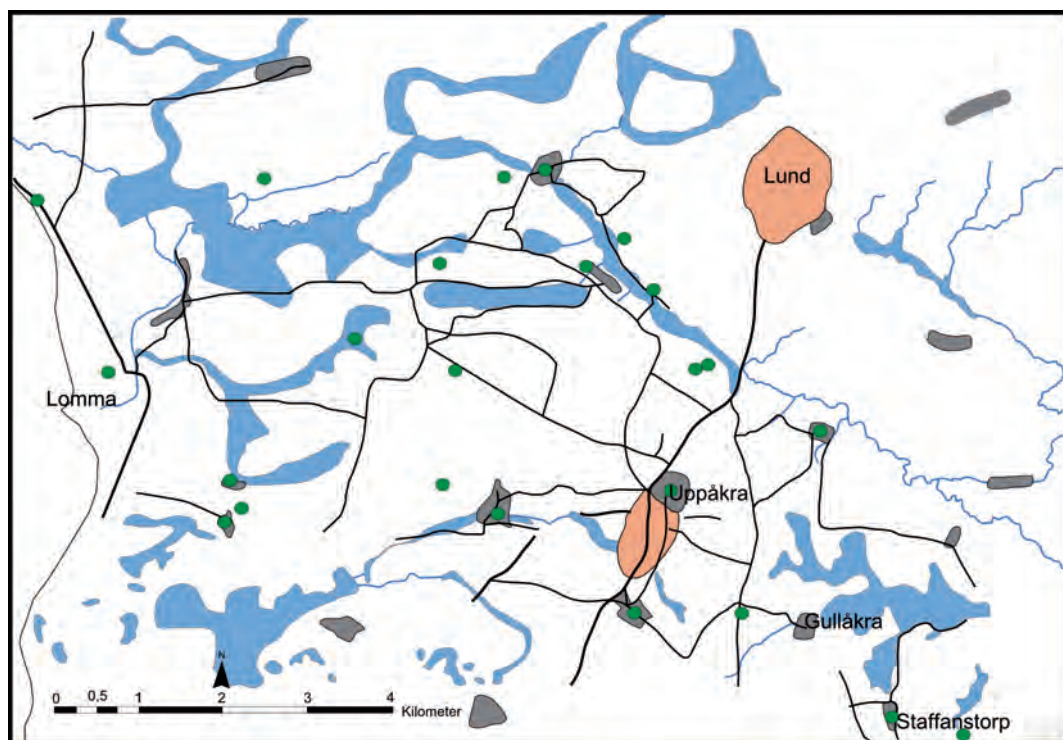 Lund
Lomma
Uppåkra
Gullåkra
N
0 0,5 1 2 3 4
Kilometer
Staffanstorp